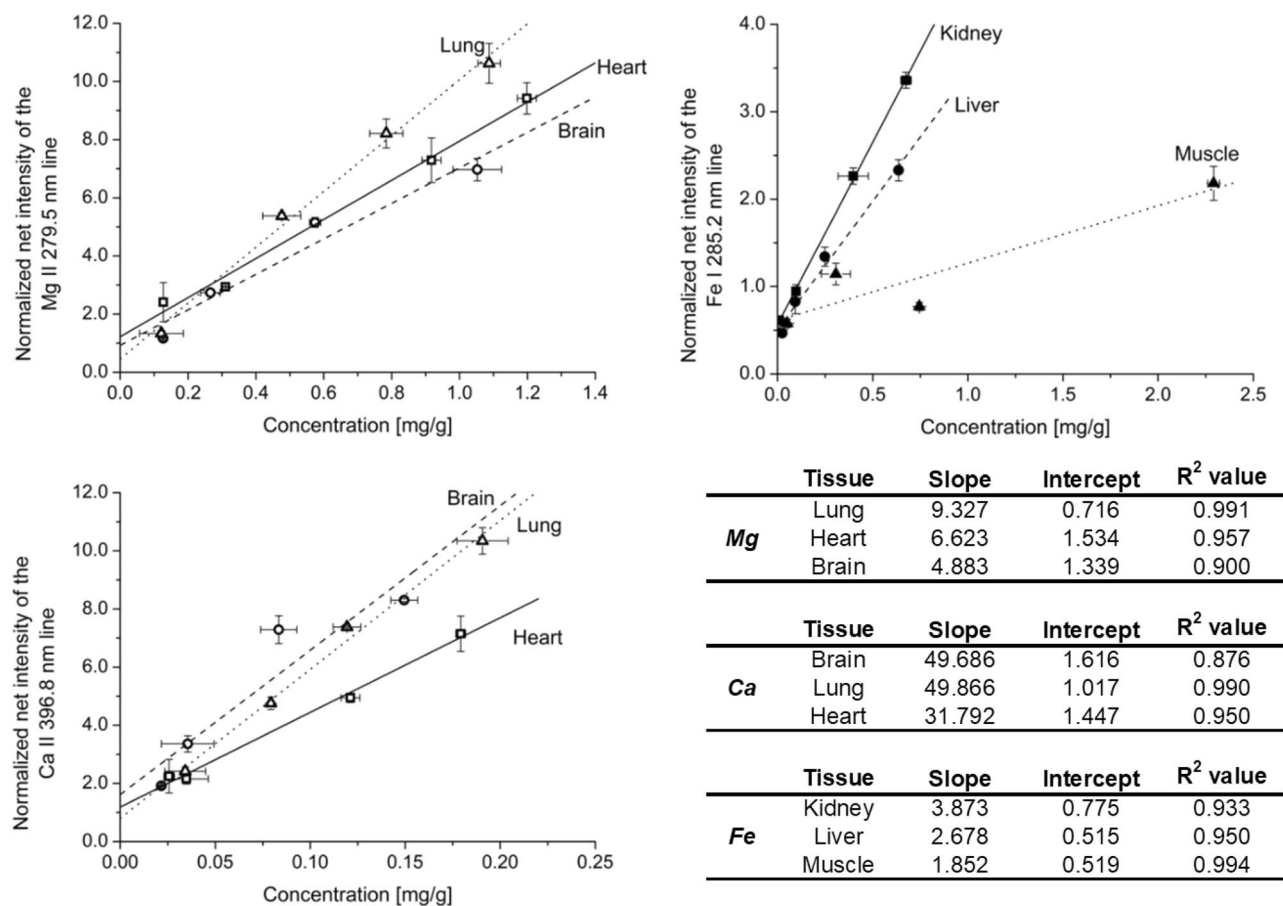 Normalized net intensity of the
Mg II 279.5 nm line
12.0
10.0
8.0
6.0
4.0
2.0
0.0
Lung
Heart
Brain
0.0 0.2 0.4 0.6 0.8 1.0 1.2 1.4
Concentration [mg/g]
Normalized net intensity of the
Fe I 285.2 nm line
4.0
3.0
2.0
1.0
0.0
Kidney
Liver
Muscle
0.0 0.5 1.0 1.5 2.0 2.5
Concentration [mg/g]
Normalized net intensity of the
Ca II 396.8 nm line
12.0
10.0
8.0
6.0
4.0
2.0
0.0
Brain
Lung
Heart
0.00 0.05 0.10 0.15 0.20 0.25
Concentration [mg/g]
Tissue Slope Intercept R² value
Lung 9.327 0.716 0.991
Mg Heart 6.623 1.534 0.957
Brain 4.883 1.339 0.900
Tissue Slope Intercept R² value
Brain 49.686 1.616 0.876
Ca Lung 49.866 1.017 0.990
Heart 31.792 1.447 0.950
Tissue Slope Intercept R² value
Kidney 3.873 0.775 0.933
Fe Liver 2.678 0.515 0.950
Muscle 1.852 0.519 0.994